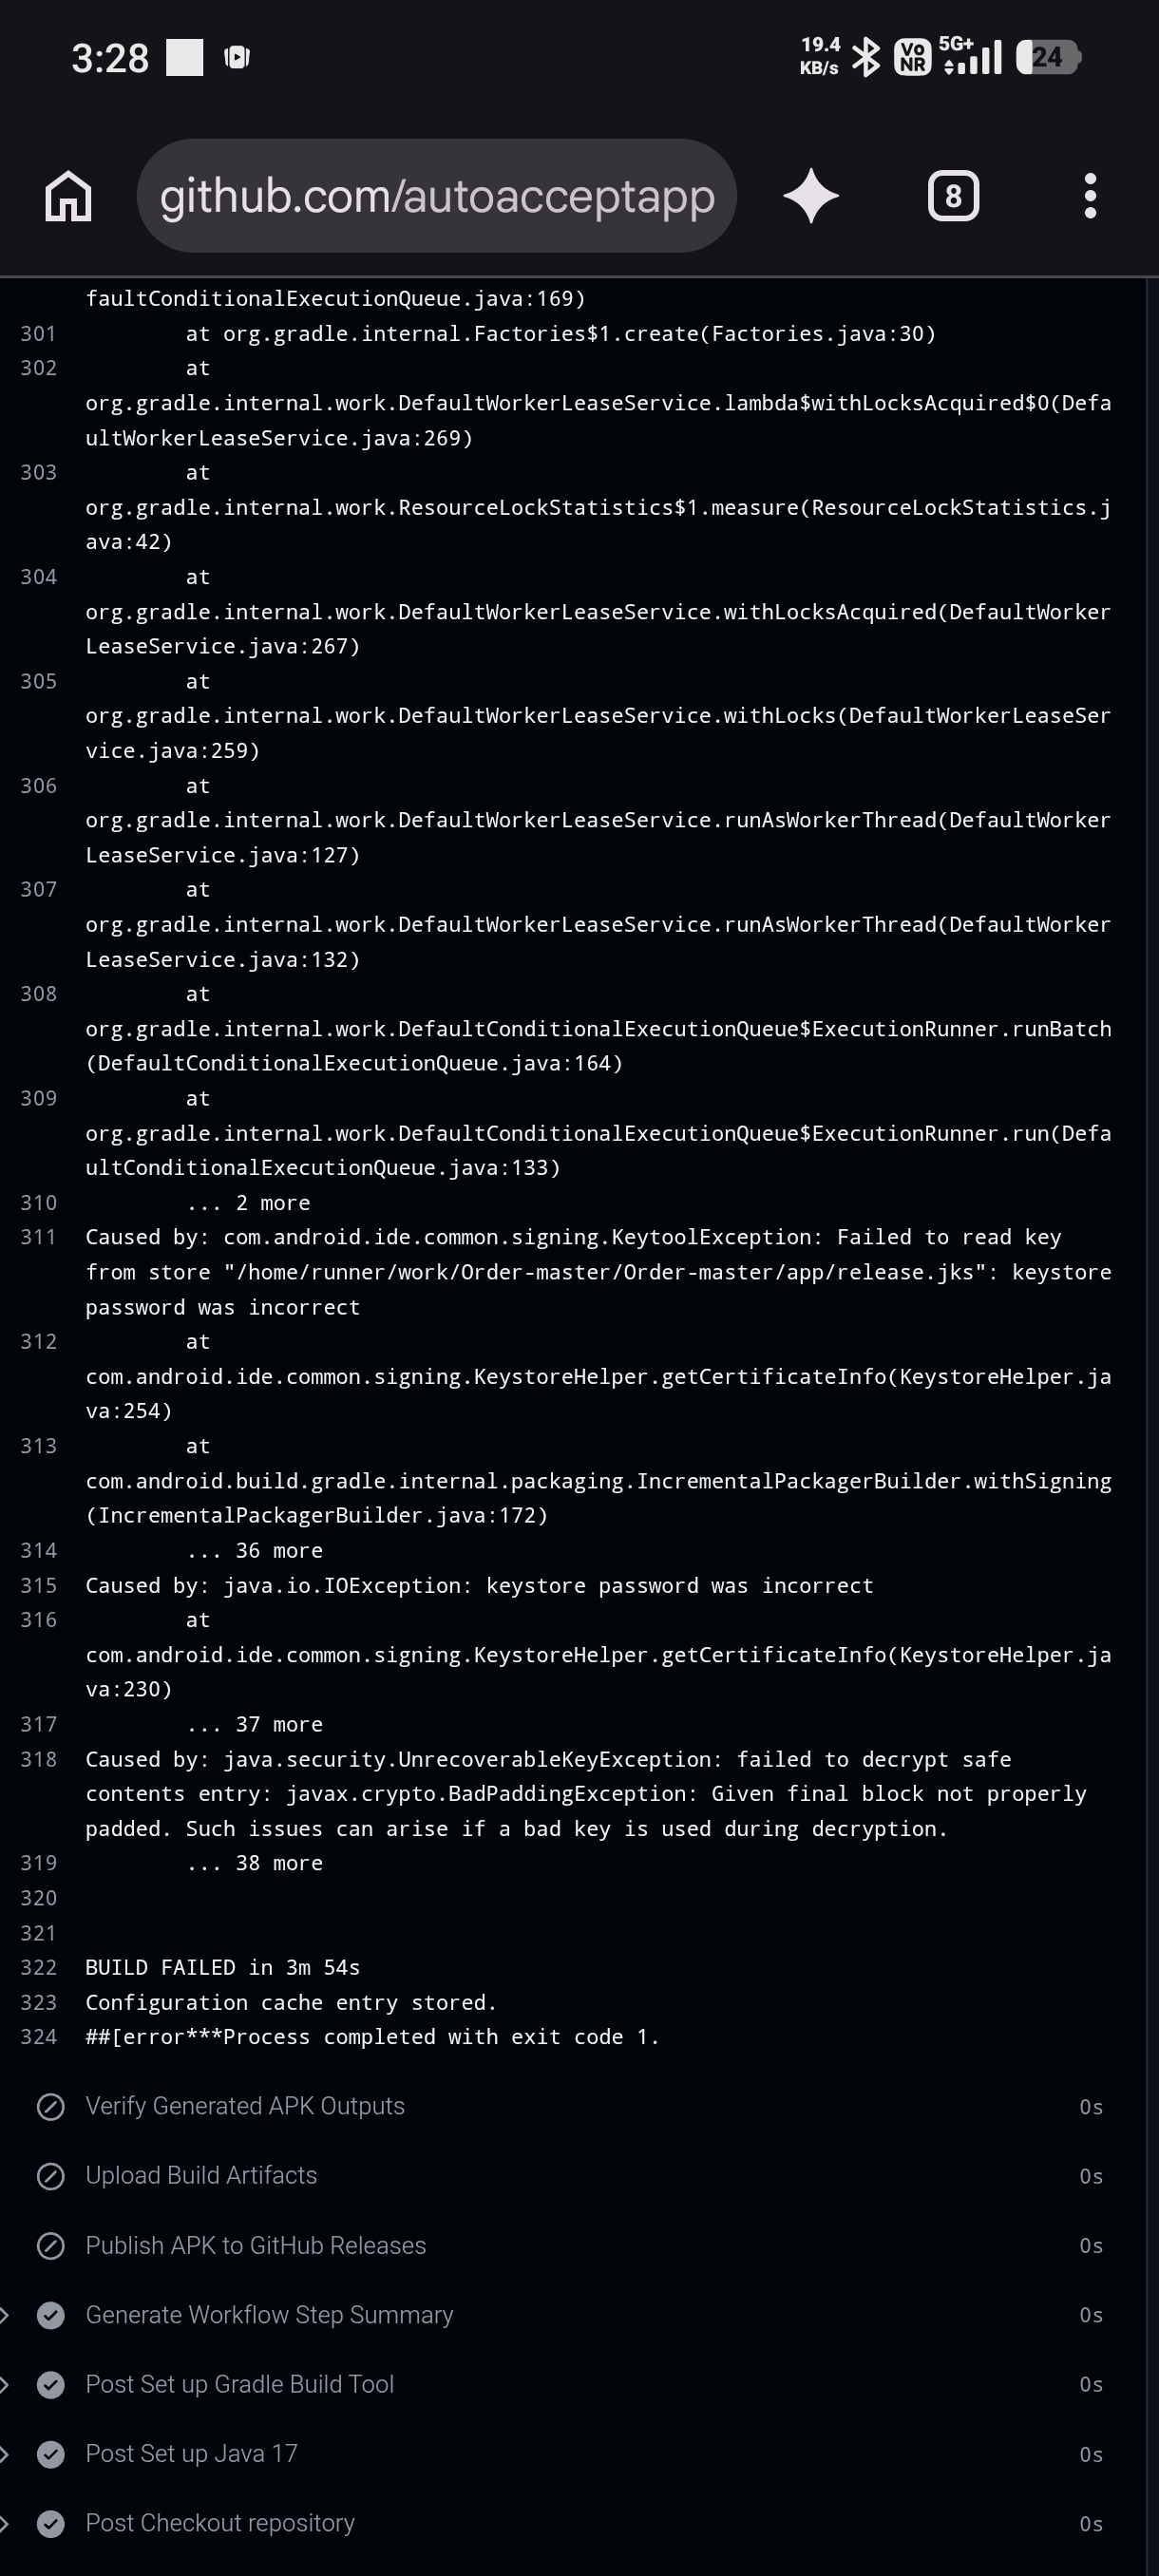 3:28
19.4
KB/s
Vo
NR
5G+
24
github.com/autoacceptapp
8
faultConditionalExecutionQueue.java:169)
301 at org.gradle.internal.Factories$1.create(Factories.java:30)
302 at
org.gradle.internal.work.DefaultWorkerLeaseService.lambda$withLocksAcquired$0(Defa
ultWorkerLeaseService.java:269)
303 at
org.gradle.internal.work.ResourceLockStatistics$1.measure(ResourceLockStatistics.j
ava:42)
304 at
org.gradle.internal.work.DefaultWorkerLeaseService.withLocksAcquired(DefaultWorker
LeaseService.java:267)
305 at
org.gradle.internal.work.DefaultWorkerLeaseService.withLocks(DefaultWorkerLeaseSer
vice.java:259)
306 at
org.gradle.internal.work.DefaultWorkerLeaseService.runAsWorkerThread(DefaultWorker
LeaseService.java:127)
307 at
org.gradle.internal.work.DefaultWorkerLeaseService.runAsWorkerThread(DefaultWorker
LeaseService.java:132)
308 at
org.gradle.internal.work.DefaultConditionalExecutionQueue$ExecutionRunner.runBatch
(DefaultConditionalExecutionQueue.java:164)
309 at
org.gradle.internal.work.DefaultConditionalExecutionQueue$ExecutionRunner.run(Defa
ultConditionalExecutionQueue.java:133)
310 ... 2 more
311 Caused by: com.android.ide.common.signing.KeytoolException: Failed to read key
from store "/home/runner/work/Order-master/Order-master/app/release.jks": keystore
password was incorrect
312 at
com.android.ide.common.signing.KeystoreHelper.getCertificateInfo(KeystoreHelper.ja
va:254)
313 at
com.android.build.gradle.internal.packaging.IncrementalPackagerBuilder.withSigning
(IncrementalPackagerBuilder.java:172)
314 ... 36 more
315 Caused by: java.io.IOException: keystore password was incorrect
316 at
com.android.ide.common.signing.KeystoreHelper.getCertificateInfo(KeystoreHelper.ja
va:230)
317 ... 37 more
318 Caused by: java.security.UnrecoverableKeyException: failed to decrypt safe
contents entry: javax.crypto.BadPaddingException: Given final block not properly
padded. Such issues can arise if a bad key is used during decryption.
319 ... 38 more
320
321
322 BUILD FAILED in 3m 54s
323 Configuration cache entry stored.
324 ##[error***Process completed with exit code 1.
Verify Generated APK Outputs 0s
Upload Build Artifacts 0s
Publish APK to GitHub Releases 0s
Generate Workflow Step Summary 0s
Post Set up Gradle Build Tool 0s
Post Set up Java 17 0s
Post Checkout repository 0s